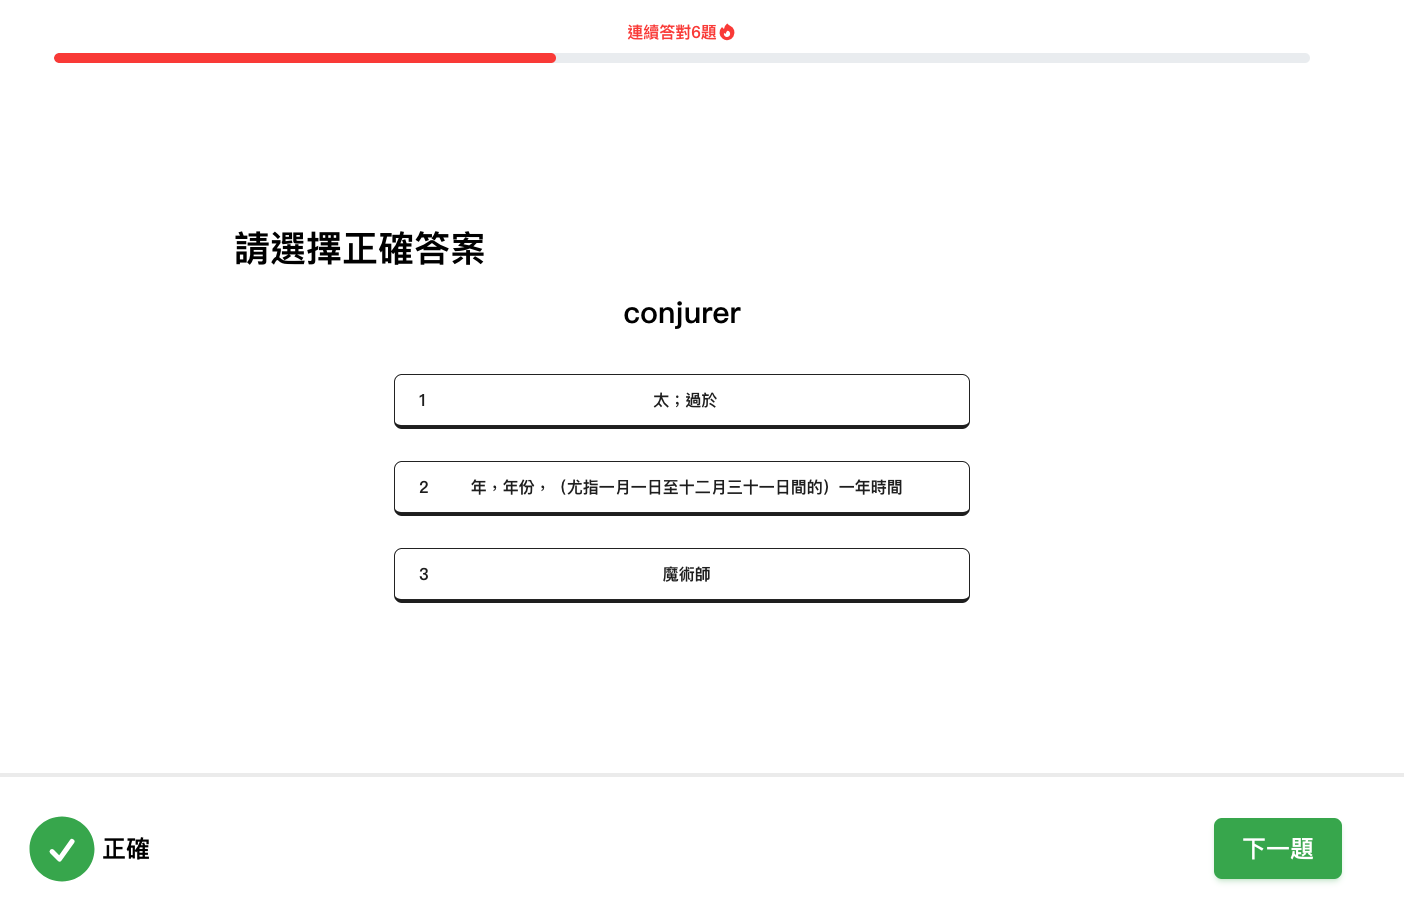 連續答對6題
請選擇正確答案
conjurer
1 太；過於
2 年，年份，（尤指一月一日至十二月三十一日間的）一年時間
3 魔術師
正確
下一題